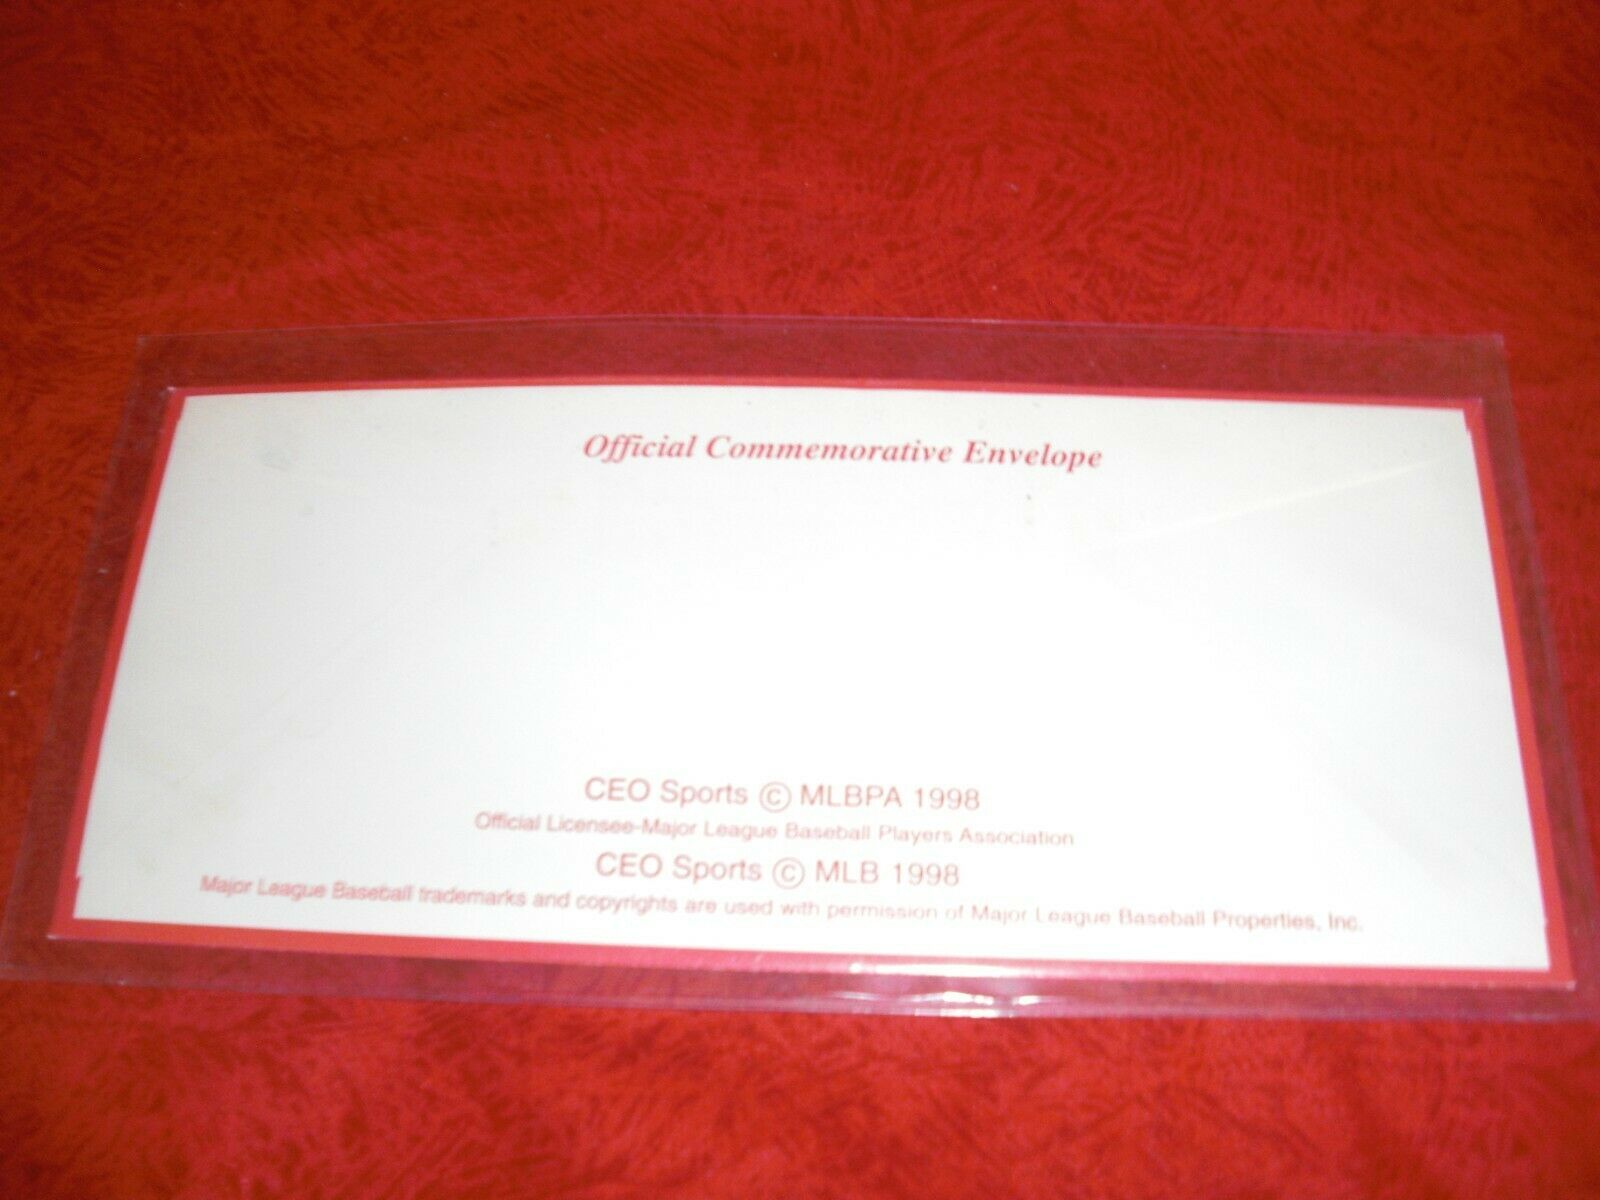 Official Commemorative Envelope
CEO Sports © MLBPA 1998
Official Licensee-Major League Baseball Players Association
CEO Sports © MLB 1998
Major League Baseball trademarks and copyrights are used with permission of Major League Baseball Properties, Inc.